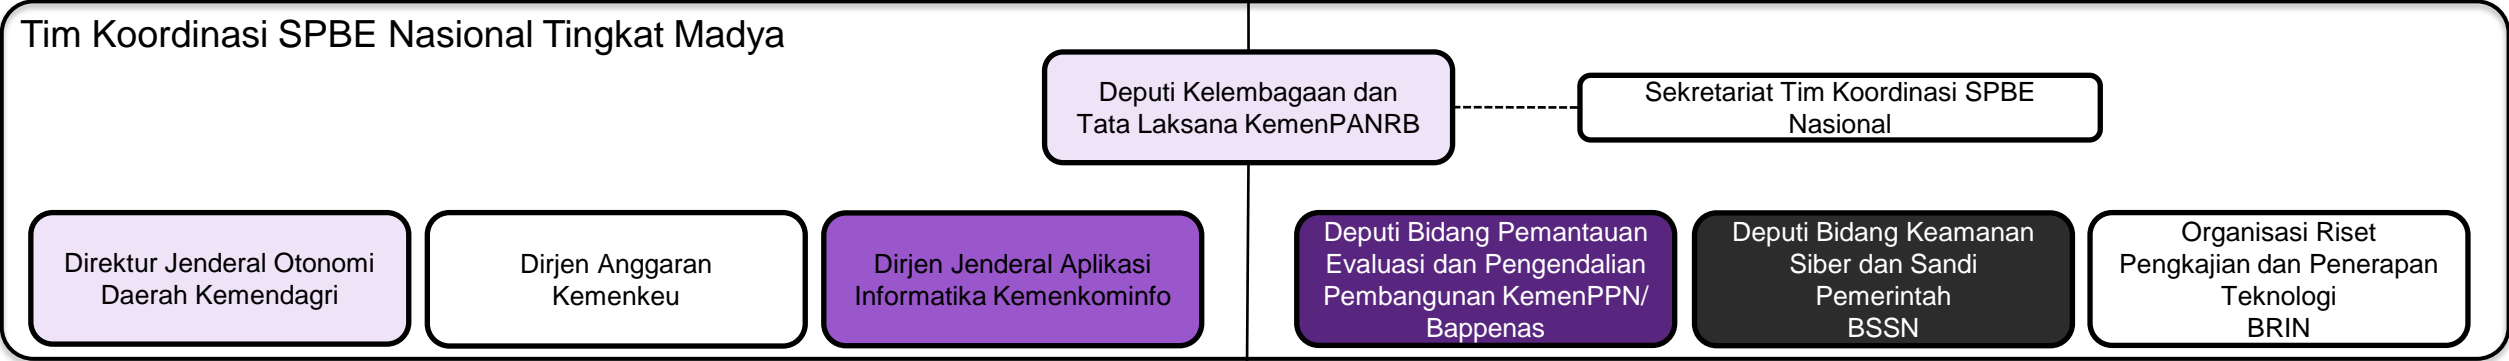 Tim Koordinasi SPBE Nasional Tingkat Madya
Deputi Kelembagaan dan
Tata Laksana KemenPANRB
Sekretariat Tim Koordinasi SPBE
Nasional
Direktur Jenderal Otonomi
Daerah Kemendagri
Dirjen Anggaran
Kemenkeu
Dirjen Jenderal Aplikasi
Informatika Kemenkominfo
Deputi Bidang Pemantauan
Evaluasi dan Pengendalian
Pembangunan KemenPPN/
Bappenas
Deputi Bidang Keamanan
Siber dan Sandi
Pemerintah
BSSN
Organisasi Riset
Pengkajian dan Penerapan
Teknologi
BRIN